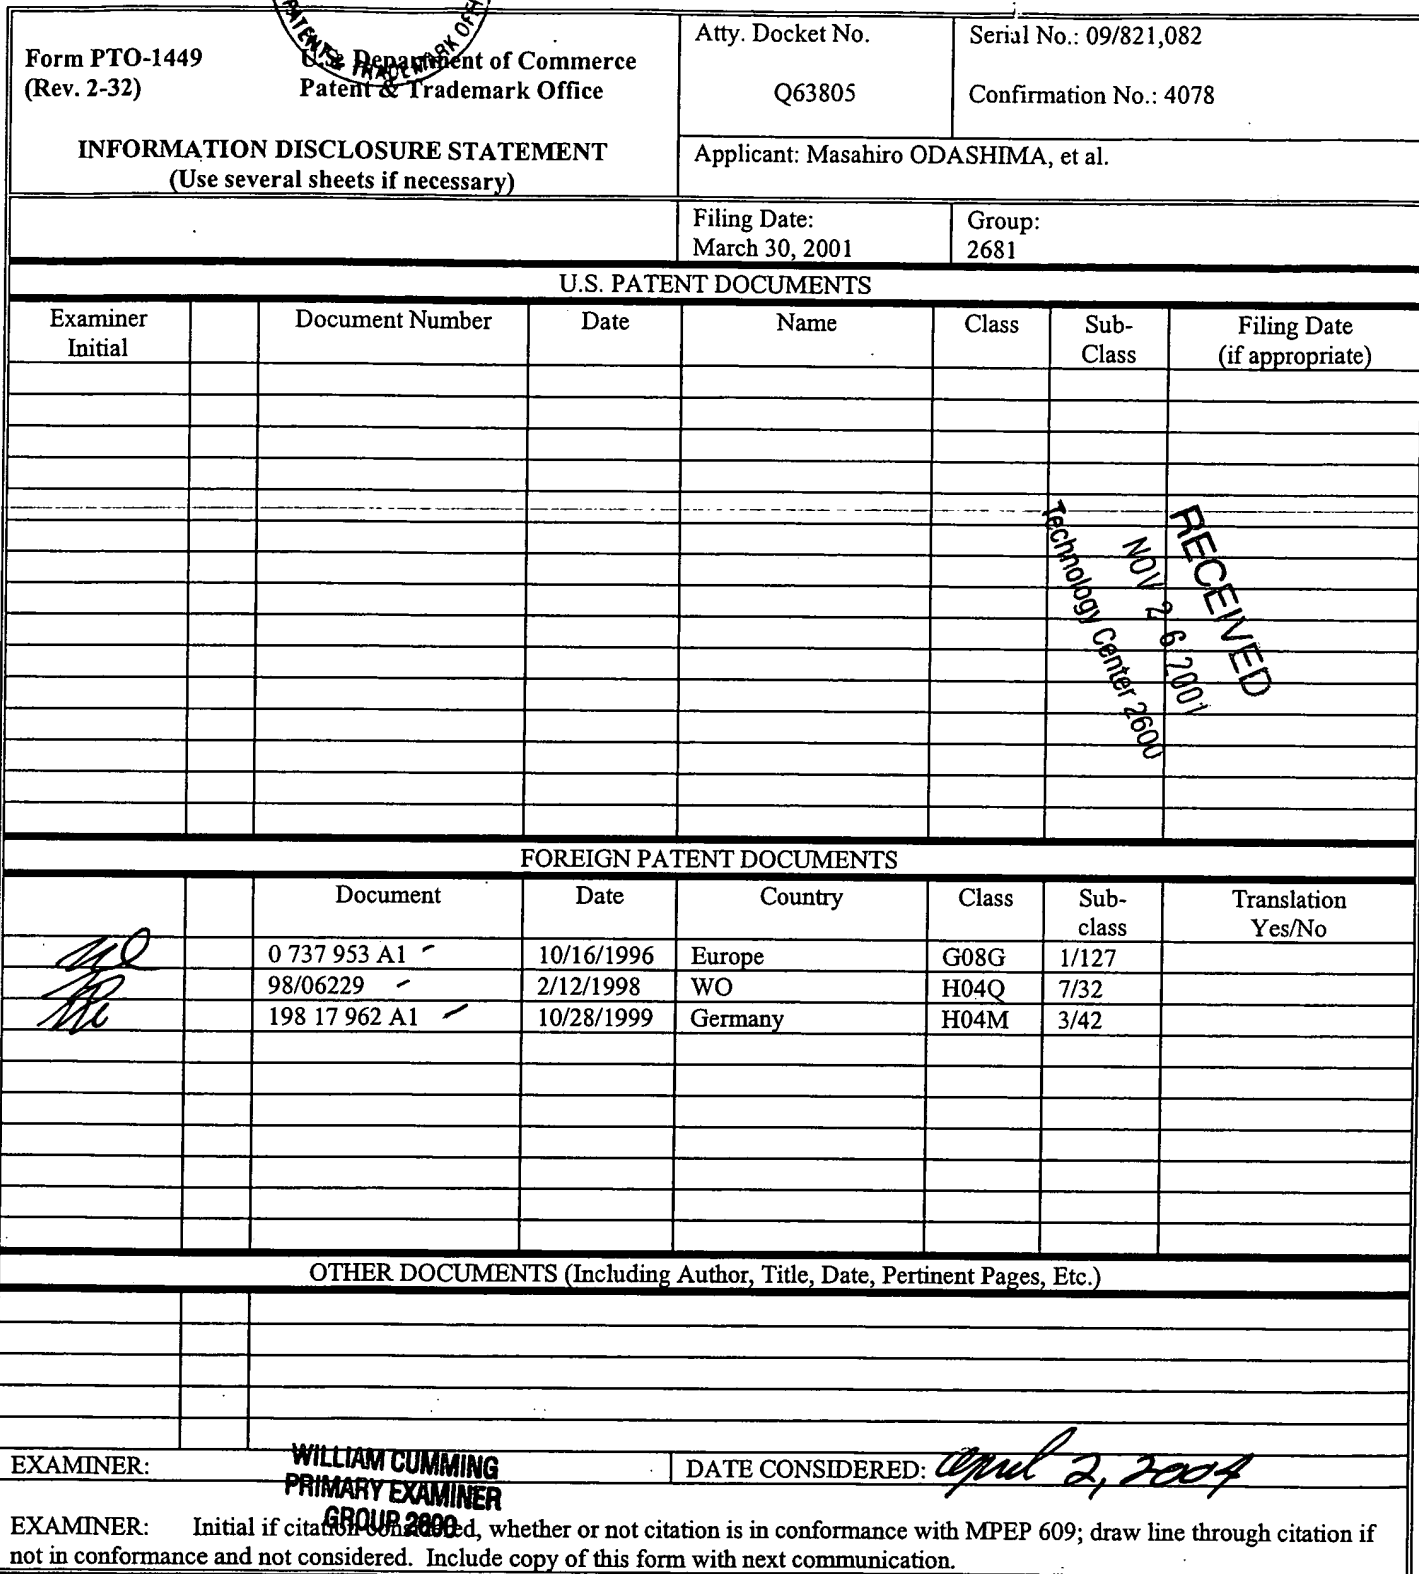 PATENT & TRADEMARK OFF
Form PTO-1449
(Rev. 2-32)
U.S. Department of Commerce
Patent & Trademark Office
INFORMATION DISCLOSURE STATEMENT
(Use several sheets if necessary)
Atty. Docket No.
Q63805
Serial No.: 09/821,082
Confirmation No.: 4078
Applicant: Masahiro ODASHIMA, et al.
Filing Date:
March 30, 2001
Group:
2681
U.S. PATENT DOCUMENTS
Examiner Initial Document Number Date Name Class Sub-Class Filing Date (if appropriate)
RECEIVED
NOV 26 2001
Technology Center 2600
FOREIGN PATENT DOCUMENTS
Document Date Country Class Sub-class Translation Yes/No
0 737 953 A1 10/16/1996 Europe G08G 1/127
98/06229 2/12/1998 WO H04Q 7/32
198 17 962 A1 10/28/1999 Germany H04M 3/42
OTHER DOCUMENTS (Including Author, Title, Date, Pertinent Pages, Etc.)
EXAMINER:
WILLIAM CUMMING
PRIMARY EXAMINER
GROUP 2600
DATE CONSIDERED: April 2, 2004
EXAMINER: Initial if citation considered, whether or not citation is in conformance with MPEP 609; draw line through citation if
not in conformance and not considered. Include copy of this form with next communication.